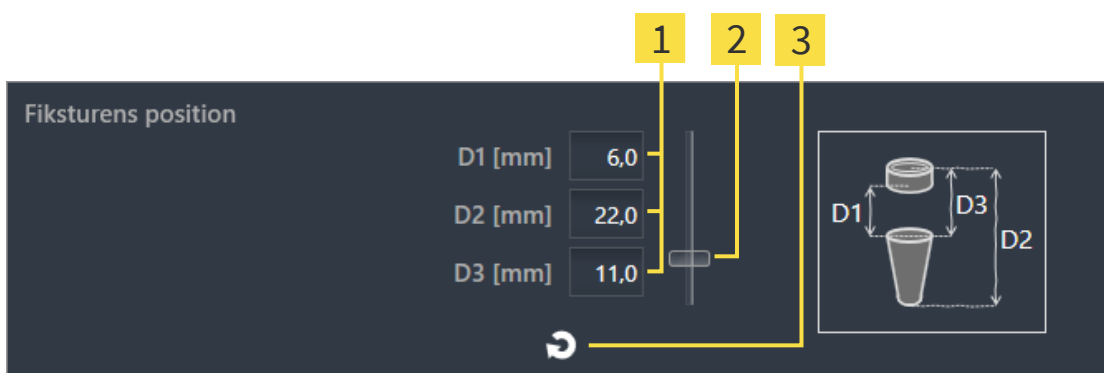 1 2 3
Fiksturens position
D1 [mm] 6,0
D2 [mm] 22,0
D3 [mm] 11,0
D1 D3
D2